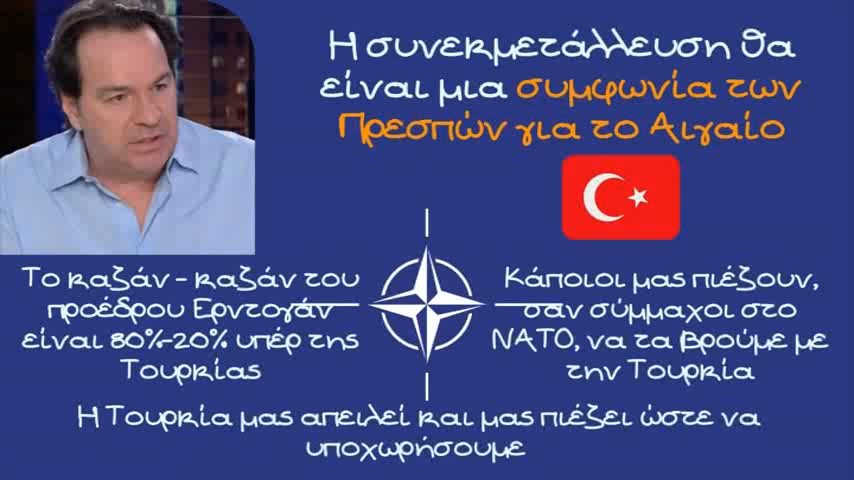 Η συνεκμετάλλευση θα
είναι μια συμφωνία των
Πρεσπών για το Αιγαίο
Το καζάν - καζάν του
προέδρου Ερντογάν
είναι 80%-20% υπέρ της
Τουρκίας
Κάποιοι μας πιέζουν,
σαν σύμμαχοι στο
ΝΑΤΟ, να τα βρούμε με
την Τουρκία
Η Τουρκία μας απειλεί και μας πιέζει ώστε να
υποχωρήσουμε